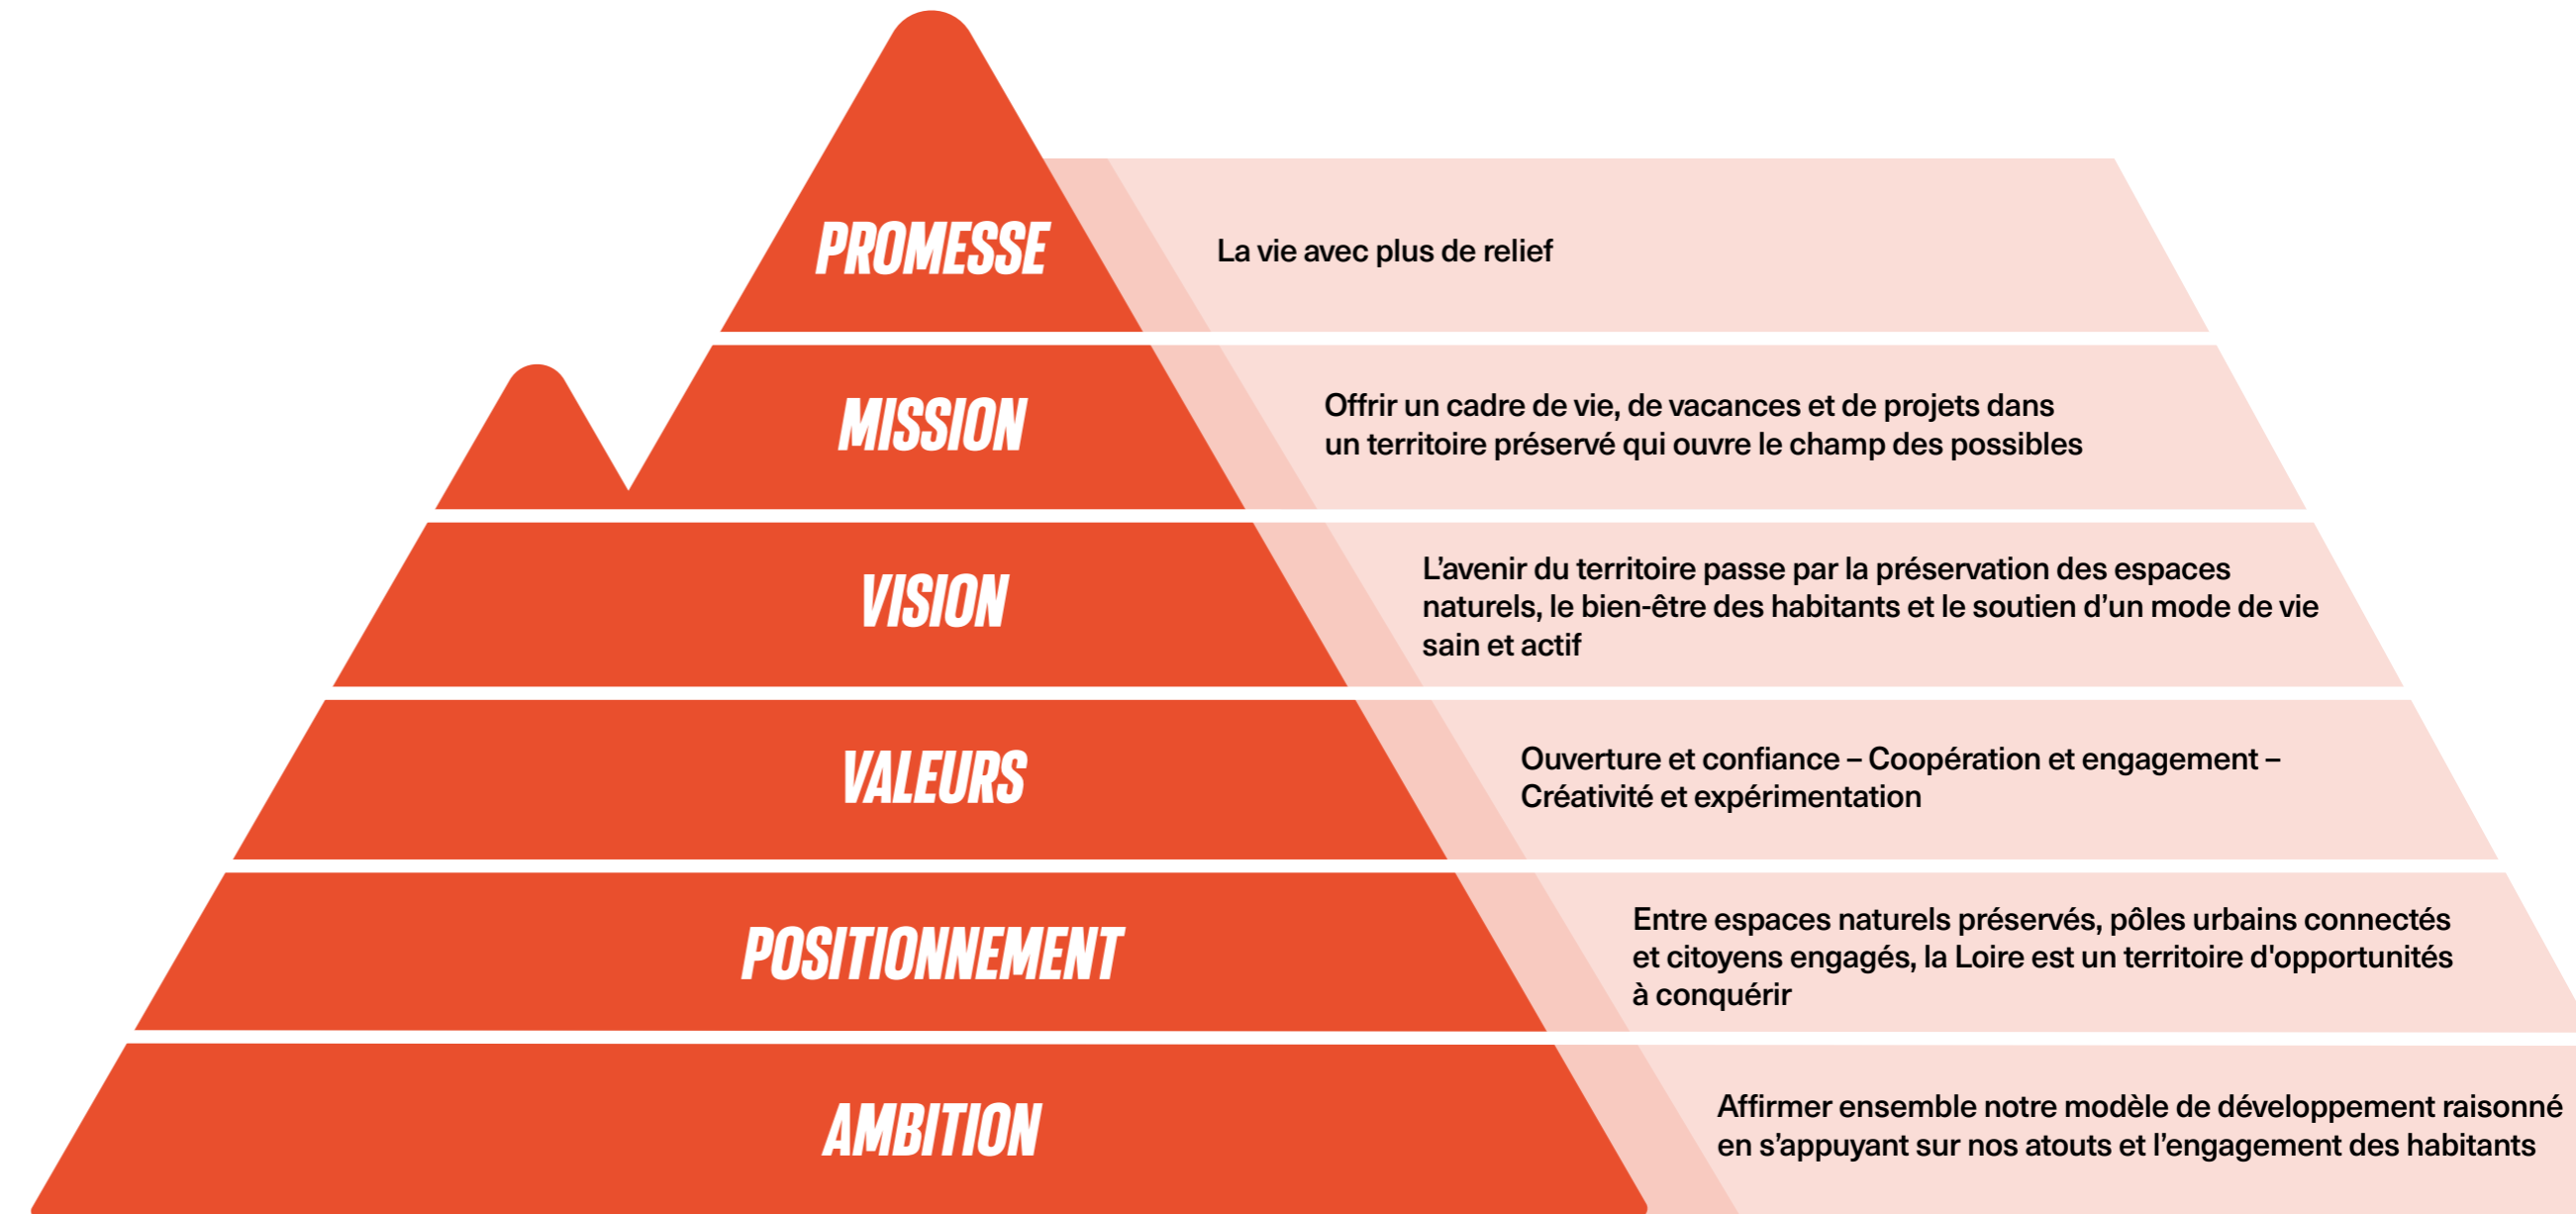 PROMESSE
La vie avec plus de relief
MISSION
Offrir un cadre de vie, de vacances et de projets dans
un territoire préservé qui ouvre le champ des possibles
VISION
L’avenir du territoire passe par la préservation des espaces
naturels, le bien-être des habitants et le soutien d’un mode de vie
sain et actif
VALEURS
Ouverture et confiance – Coopération et engagement –
Créativité et expérimentation
POSITIONNEMENT
Entre espaces naturels préservés, pôles urbains connectés
et citoyens engagés, la Loire est un territoire d'opportunités
à conquérir
AMBITION
Affirmer ensemble notre modèle de développement raisonné
en s’appuyant sur nos atouts et l’engagement des habitants